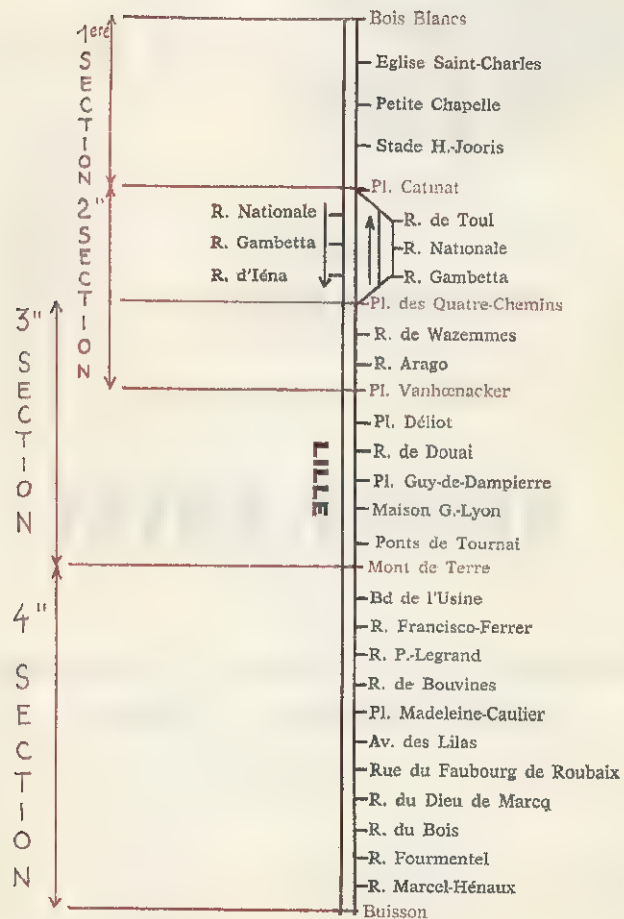 Bois Blancs
Eglise Saint-Charles
Petite Chapelle
Stade H.-Jooris
Pl. Catinat
R. de Toul
R. Nationale
R. Gambetta
R. Nationale
R. Gambetta
R. d'Iéna
Pl. des Quatre-Chemins
R. de Wazemmes
R. Arago
Pl. Vanhœnacker
Pl. Déliot
R. de Douai
Pl. Guy-de-Dampierre
Maison G.-Lyon
Ponts de Tournai
Mont de Terre
Bd de l'Usine
R. Francisco-Ferrer
R. P.-Legrand
R. de Bouvines
Pl. Madeleine-Caulier
Av. des Lilas
Rue du Faubourg de Roubaix
R. du Dieu de Marcq
R. du Bois
R. Fourmentel
R. Marcel-Hénaux
Buisson
LILLE
1ere SECTION
2" SECTION
3" SECTION
4" SECTION